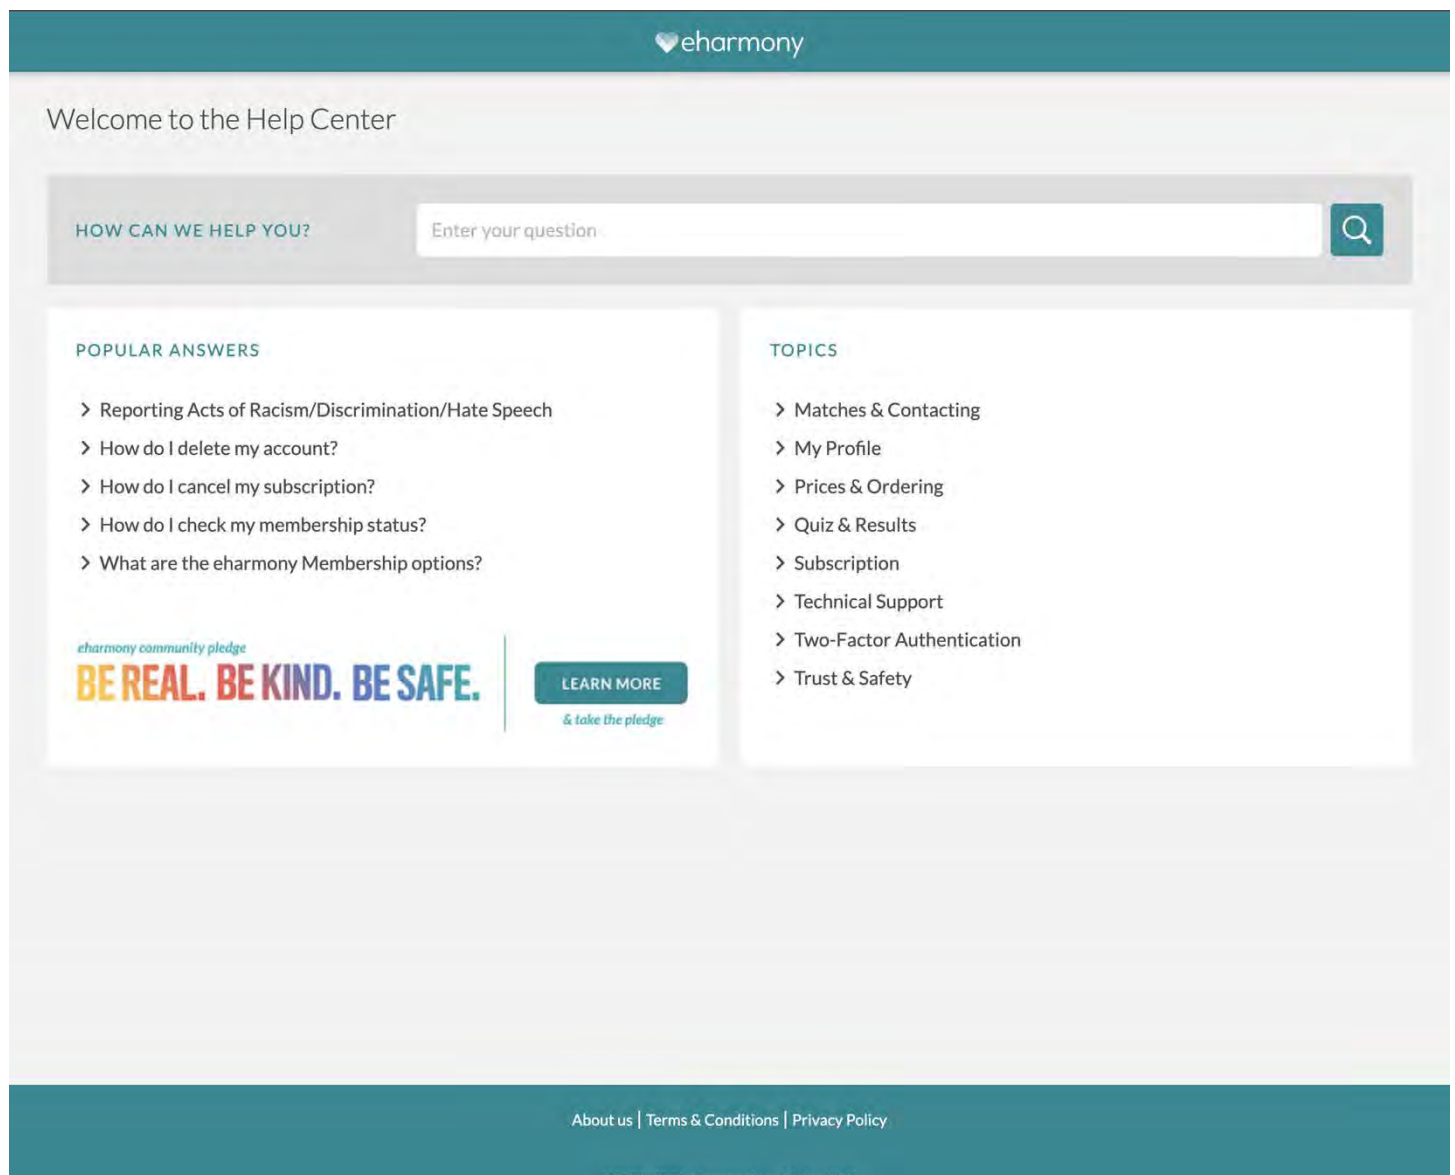 eharmony
Welcome to the Help Center
HOW CAN WE HELP YOU?
Enter your question
POPULAR ANSWERS
Reporting Acts of Racism/Discrimination/Hate Speech
How do I delete my account?
How do I cancel my subscription?
How do I check my membership status?
What are the eharmony Membership options?
eharmony community pledge
BE REAL. BE KIND. BE SAFE.
LEARN MORE
& take the pledge
TOPICS
Matches & Contacting
My Profile
Prices & Ordering
Quiz & Results
Subscription
Technical Support
Two-Factor Authentication
Trust & Safety
About us | Terms & Conditions | Privacy Policy